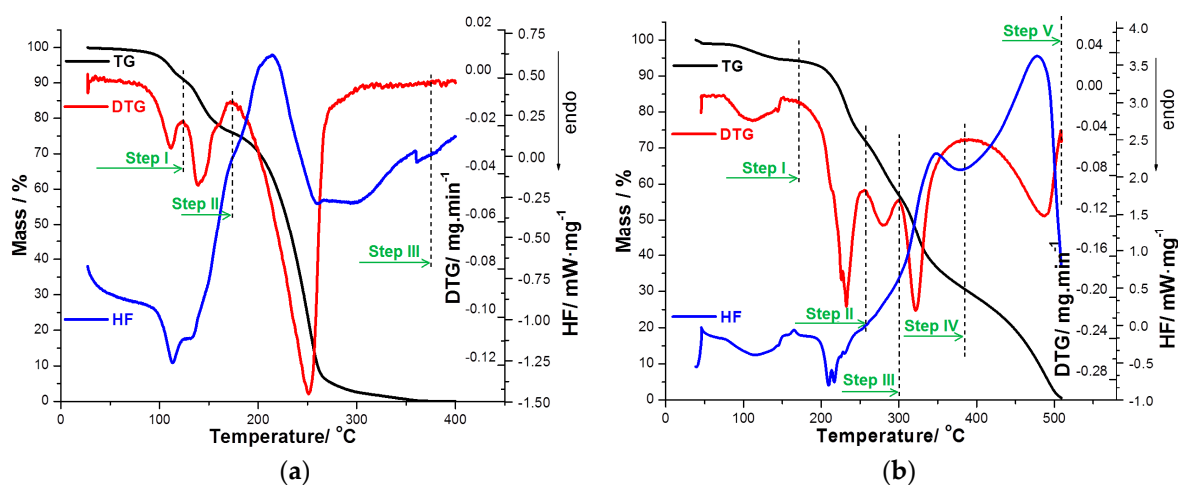 100
90
80
70
60
50
40
30
20
10
0
Mass / %
TG
DTG
HF
Step I
Step II
Step III
0 100 200 300 400
Temperature/ °C
0.02
0.00
-0.02
-0.04
-0.06
-0.08
-0.10
-0.12
DTG/ mg.min-1
0.75
0.50
0.25
0.00
-0.25
-0.50
-0.75
-1.00
-1.25
-1.50
HF/ mW·mg-1
endo
(a)
100
90
80
70
60
50
40
30
20
10
0
Mass / %
TG
DTG
HF
Step I
Step II
Step III
Step IV
Step V
0 100 200 300 400 500
Temperature/ °C
0.04
0.00
-0.04
-0.08
-0.12
-0.16
-0.20
-0.24
-0.28
DTG/ mg.min-1
4.0
3.5
3.0
2.5
2.0
1.5
1.0
0.5
0.0
-0.5
-1.0
HF/ mW·mg-1
endo
(b)